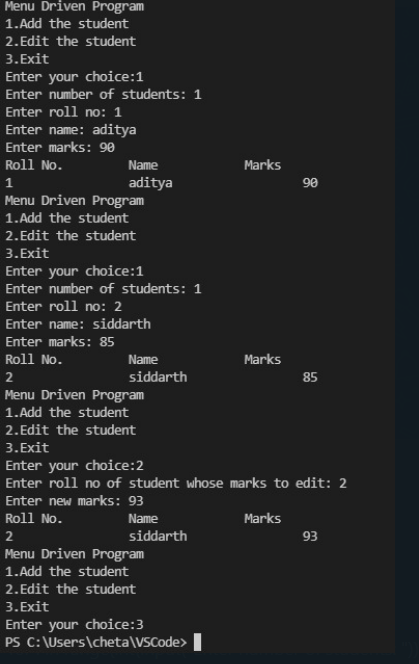 Menu Driven Program
1.Add the student
2.Edit the student
3.Exit
Enter your choice:1
Enter number of students: 1
Enter roll no: 1
Enter name: aditya
Enter marks: 90
Roll No.        Name            Marks
1               aditya                  90
Menu Driven Program
1.Add the student
2.Edit the student
3.Exit
Enter your choice:1
Enter number of students: 1
Enter roll no: 2
Enter name: siddarth
Enter marks: 85
Roll No.        Name            Marks
2               siddarth                85
Menu Driven Program
1.Add the student
2.Edit the student
3.Exit
Enter your choice:2
Enter roll no of student whose marks to edit: 2
Enter new marks: 93
Roll No.        Name            Marks
2               siddarth                93
Menu Driven Program
1.Add the student
2.Edit the student
3.Exit
Enter your choice:3
PS C:\Users\cheta\VSCode>